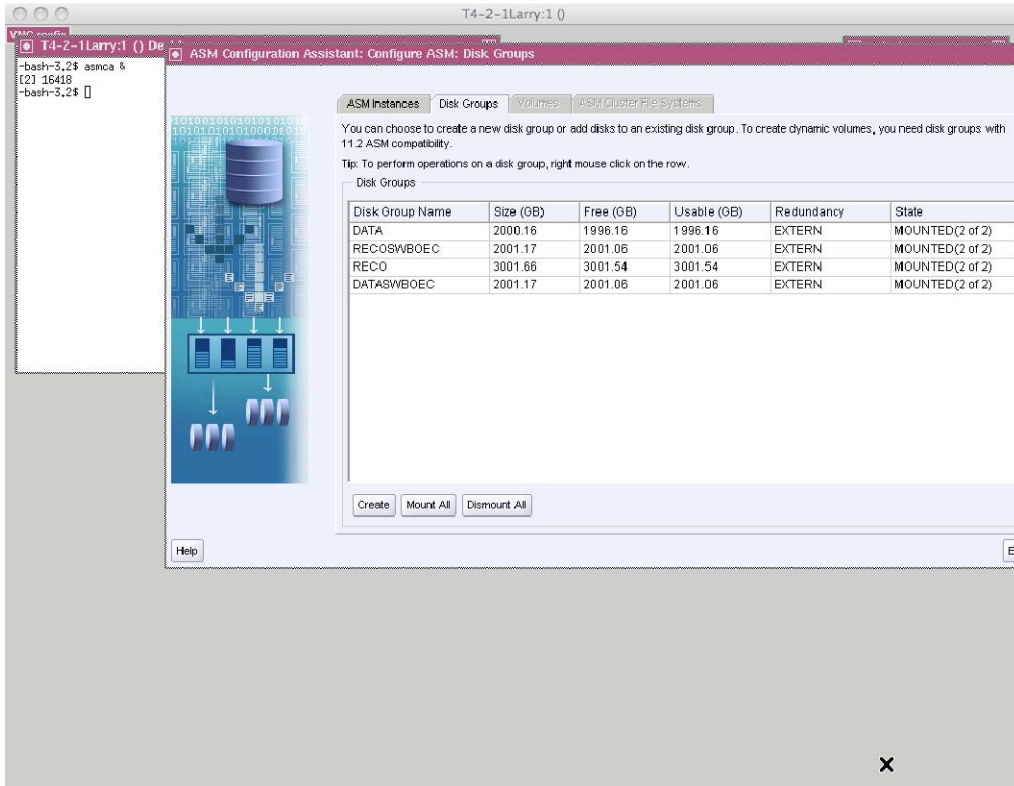 T4-2-1Larry:1 ()
T4-2-1Larry:1 ()
-bash-3.2$ asmca &
[2] 16418
-bash-3.2$
ASM Configuration Assistant: Configure ASM: Disk Groups
ASM Instances Disk Groups Volumes ASM Cluster File Systems
You can choose to create a new disk group or add disks to an existing disk group. To create dynamic volumes, you need disk groups with
11.2 ASM compatibility.
Tip: To perform operations on a disk group, right mouse click on the row.
Disk Groups
Disk Group Name Size (GB) Free (GB) Usable (GB) Redundancy State
DATA 2000.16 1996.16 1996.16 EXTERN MOUNTED(2 of 2)
RECOSWBOEC 2001.17 2001.06 2001.06 EXTERN MOUNTED(2 of 2)
RECO 3001.66 3001.54 3001.54 EXTERN MOUNTED(2 of 2)
DATASWBOEC 2001.17 2001.06 2001.06 EXTERN MOUNTED(2 of 2)
Create Mount All Dismount All
Help